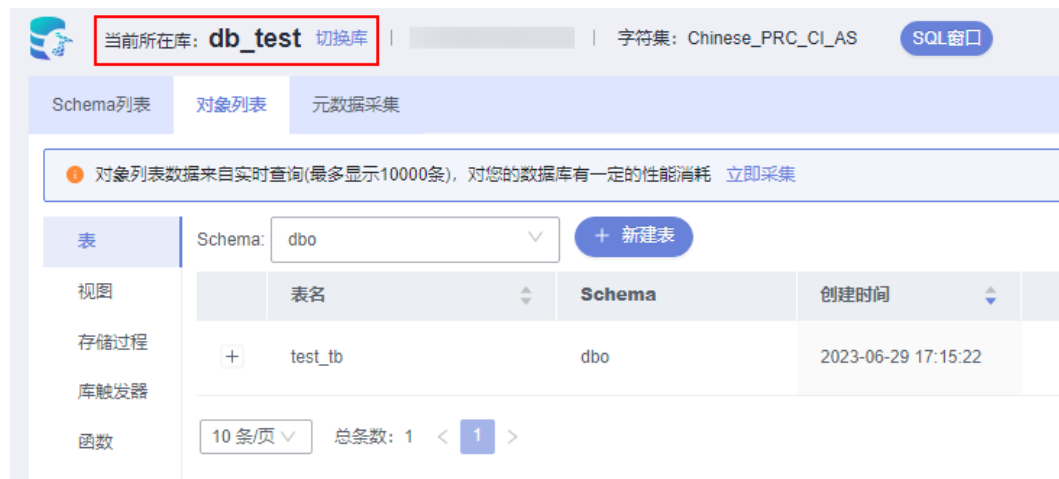 当前所在库: db_test 切换库 | | 字符集: Chinese_PRC_CI_AS SQL窗口
Schema列表 对象列表 元数据采集
对象列表数据来自实时查询(最多显示10000条)，对您的数据库有一定的性能消耗 立即采集
表 Schema: dbo + 新建表
视图 表名 Schema 创建时间
存储过程 + test_tb dbo 2023-06-29 17:15:22
库触发器
函数 10 条/页 总条数: 1 < 1 >